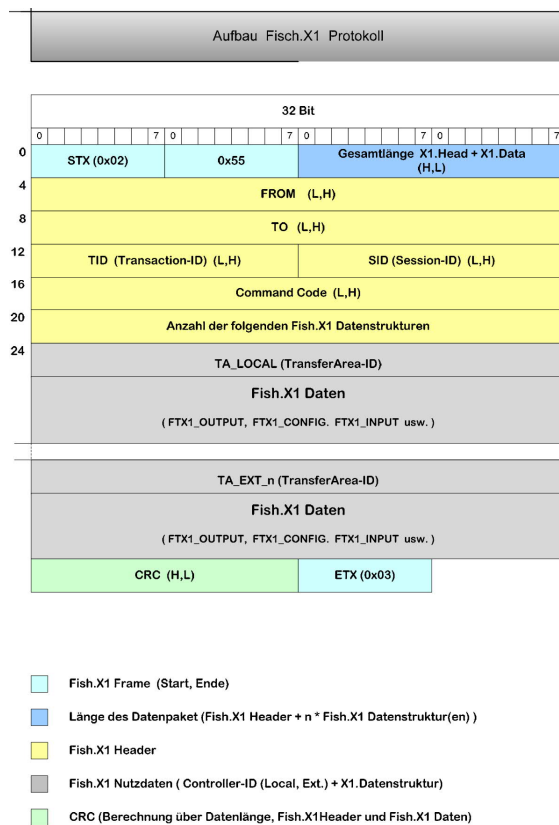 Aufbau Fisch.X1 Protokoll
32 Bit
0 7 0 7 0 7 0 7
0 STX (0x02) 0x55 Gesamtlänge X1.Head + X1.Data
(H,L)
4 FROM (L,H)
8 TO (L,H)
12 TID (Transaction-ID) (L,H) SID (Session-ID) (L,H)
16 Command Code (L,H)
20 Anzahl der folgenden Fish.X1 Datenstrukturen
24 TA_LOCAL (TransferArea-ID)
Fish.X1 Daten
( FTX1_OUTPUT, FTX1_CONFIG. FTX1_INPUT usw. )
TA_EXT_n (TransferArea-ID)
Fish.X1 Daten
( FTX1_OUTPUT, FTX1_CONFIG. FTX1_INPUT usw. )
CRC (H,L) ETX (0x03)
Fish.X1 Frame (Start, Ende)
Länge des Datenpaket (Fish.X1 Header + n * Fish.X1 Datenstruktur(en) )
Fish.X1 Header
Fish.X1 Nutzdaten ( Controller-ID (Local, Ext.) + X1.Datenstruktur)
CRC (Berechnung über Datenlänge, Fish.X1Header und Fish.X1 Daten)